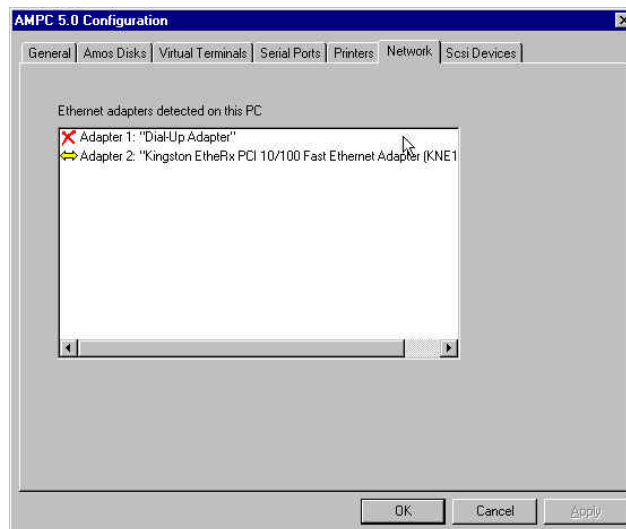 AMPC 5.0 Configuration
General Amos Disks Virtual Terminals Serial Ports Printers Network Scsi Devices
Ethernet adapters detected on this PC
Adapter 1: "Dial-Up Adapter"
Adapter 2: "Kingston EtheRx PCI 10/100 Fast Ethernet Adapter (KNE1
OK Cancel Apply